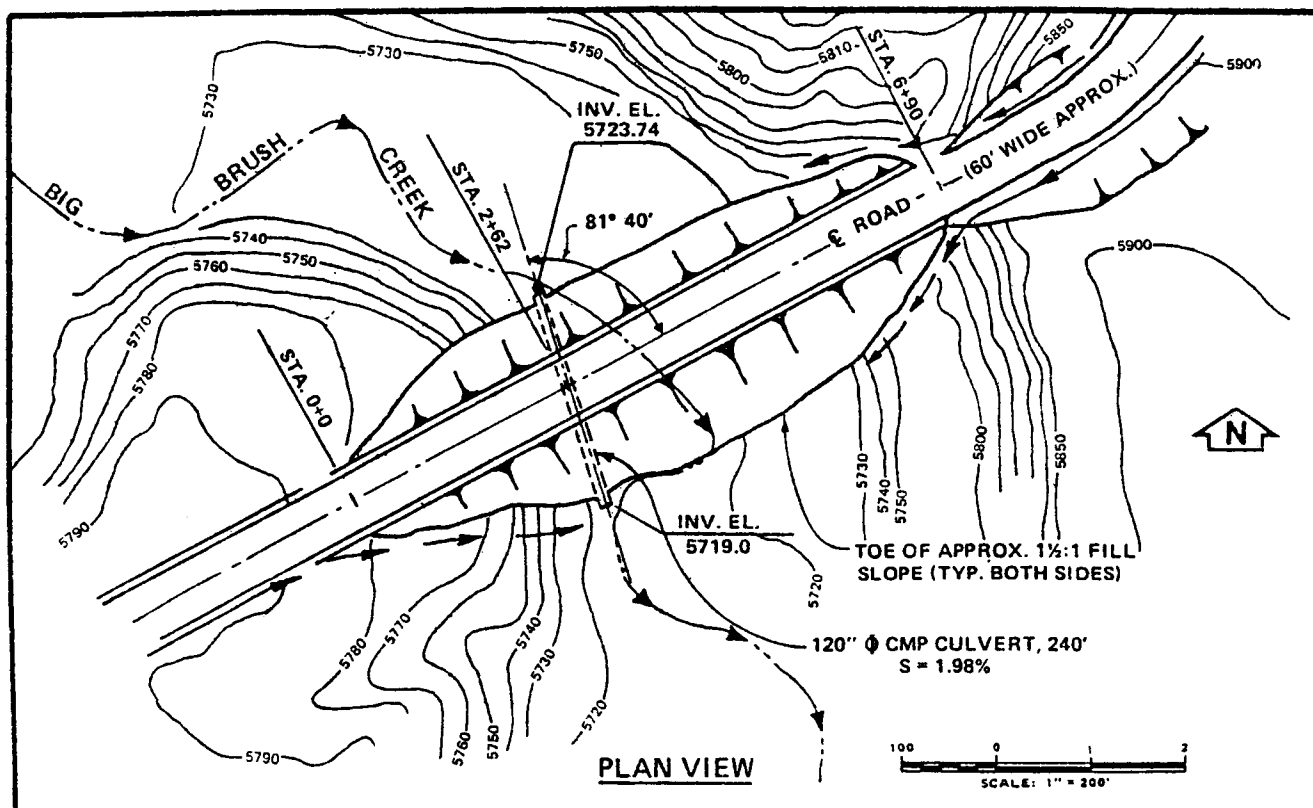 5730
5750
5800
5810
STA. 6+90
5850
5900
5730
INV. EL.
5723.74
(60' WIDE APPROX.)
BIG BRUSH CREEK
STA. 2+62
81° 40'
℄ ROAD
5740
5750
5760
5770
5780
5900
STA. 0+0
5800
5850
N
5730
5740
5750
5790
INV. EL.
5719.0
TOE OF APPROX. 1½:1 FILL
SLOPE (TYP. BOTH SIDES)
5720
5780
5770
5740
5730
5720
120" ϕ CMP CULVERT, 240'
S = 1.98%
5790
5760
5750
PLAN VIEW
100 0 1 2
SCALE: 1" = 200'